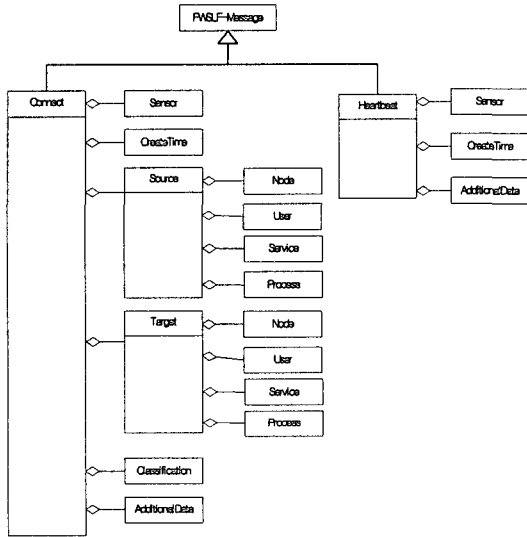 FWSLF-Message
Connect
Sensor
CreateTime
Source
Node
User
Service
Process
Target
Node
User
Service
Process
Classification
AdditionalData
Heartbeat
Sensor
CreateTime
AdditionalData